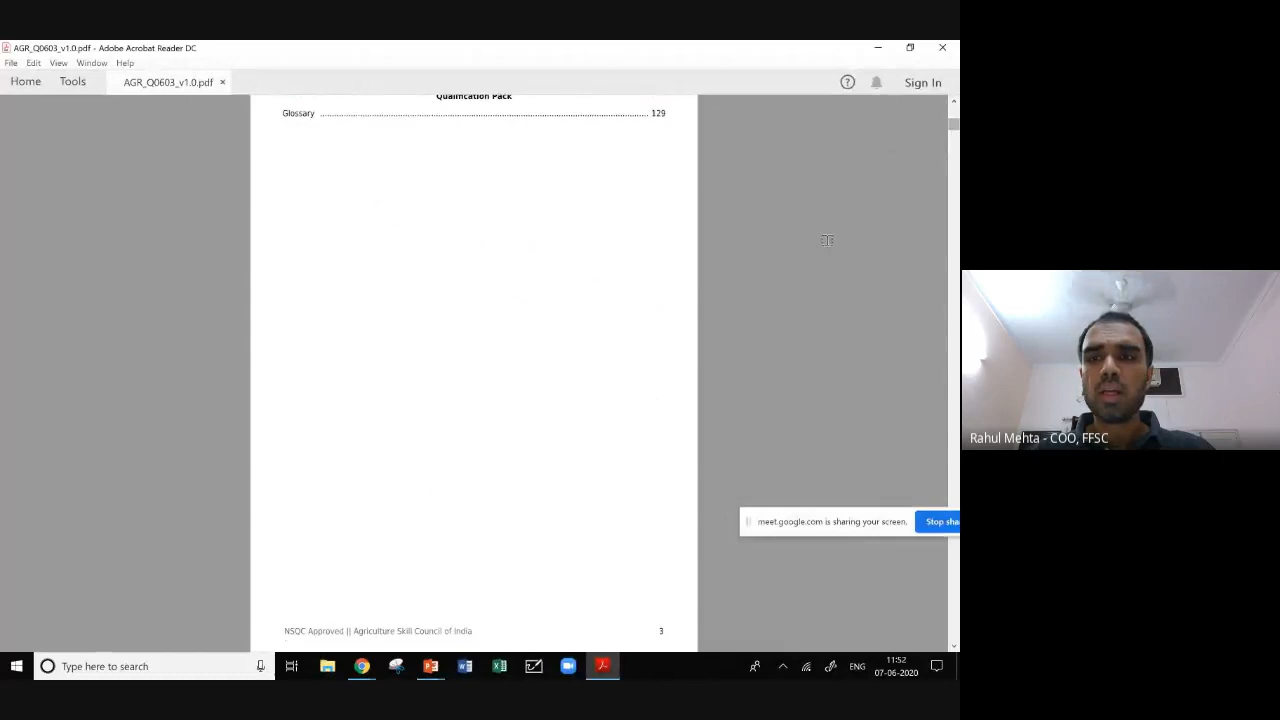 AGR_Q0603_v1.0.pdf - Adobe Acrobat Reader DC
File Edit View Window Help
Home Tools AGR_Q0603_v1.0.pdf × Sign In
Qualification Pack
Glossary ........ 129
Rahul Mehta - COO, FFSC
meet.google.com is sharing your screen. Stop sha
NSQC Approved || Agriculture Skill Council of India 3
Type here to search ENG 11:52
07-06-2020